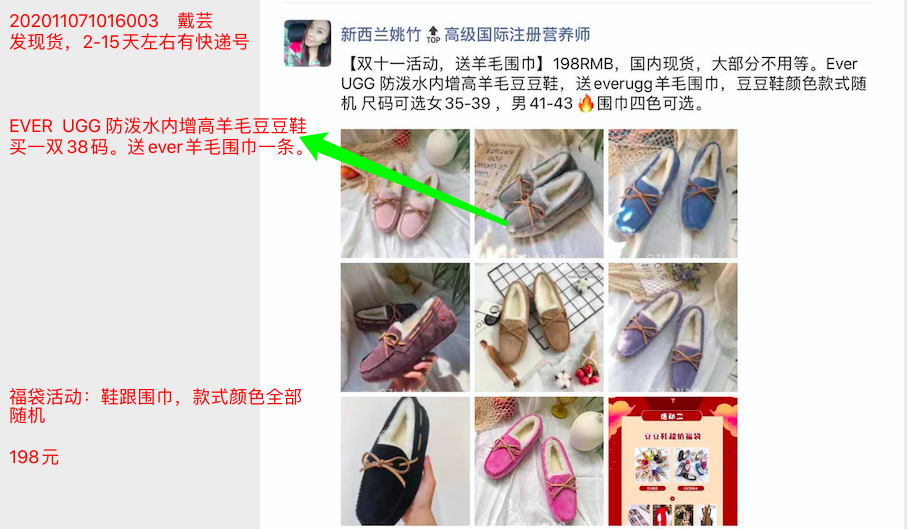 202011071016003 戴芸
发现货，2-15天左右有快递号
EVER UGG 防泼水内增高羊毛豆豆鞋
买一双38码。送ever羊毛围巾一条。
福袋活动：鞋跟围巾，款式颜色全部
随机
198元
新西兰姚竹🔝高级国际注册营养师
【双十一活动，送羊毛围巾】198RMB，国内现货，大部分不用等。Ever
UGG 防泼水内增高羊毛豆豆鞋，送everugg羊毛围巾，豆豆鞋颜色款式随
机 尺码可选女35-39 ，男41-43 🔥围巾四色可选。
活动二
豆豆鞋超值福袋